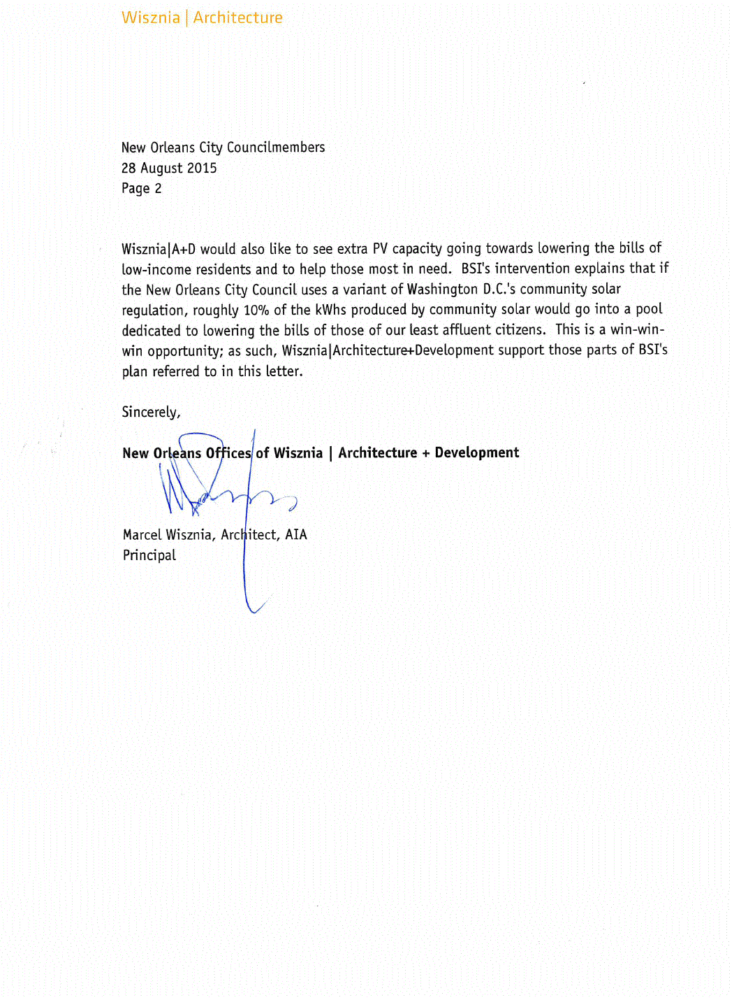 Wisznia | Architecture
New Orleans City Councilmembers
28 August 2015
Page 2
Wisznia|A+D would also like to see extra PV capacity going towards lowering the bills of
low-income residents and to help those most in need. BSI's intervention explains that if
the New Orleans City Council uses a variant of Washington D.C.'s community solar
regulation, roughly 10% of the kWhs produced by community solar would go into a pool
dedicated to lowering the bills of those of our least affluent citizens. This is a win-win-
win opportunity; as such, Wisznia|Architecture+Development support those parts of BSI's
plan referred to in this letter.
Sincerely,
New Orleans Offices of Wisznia | Architecture + Development
Marcel Wisznia, Architect, AIA
Principal